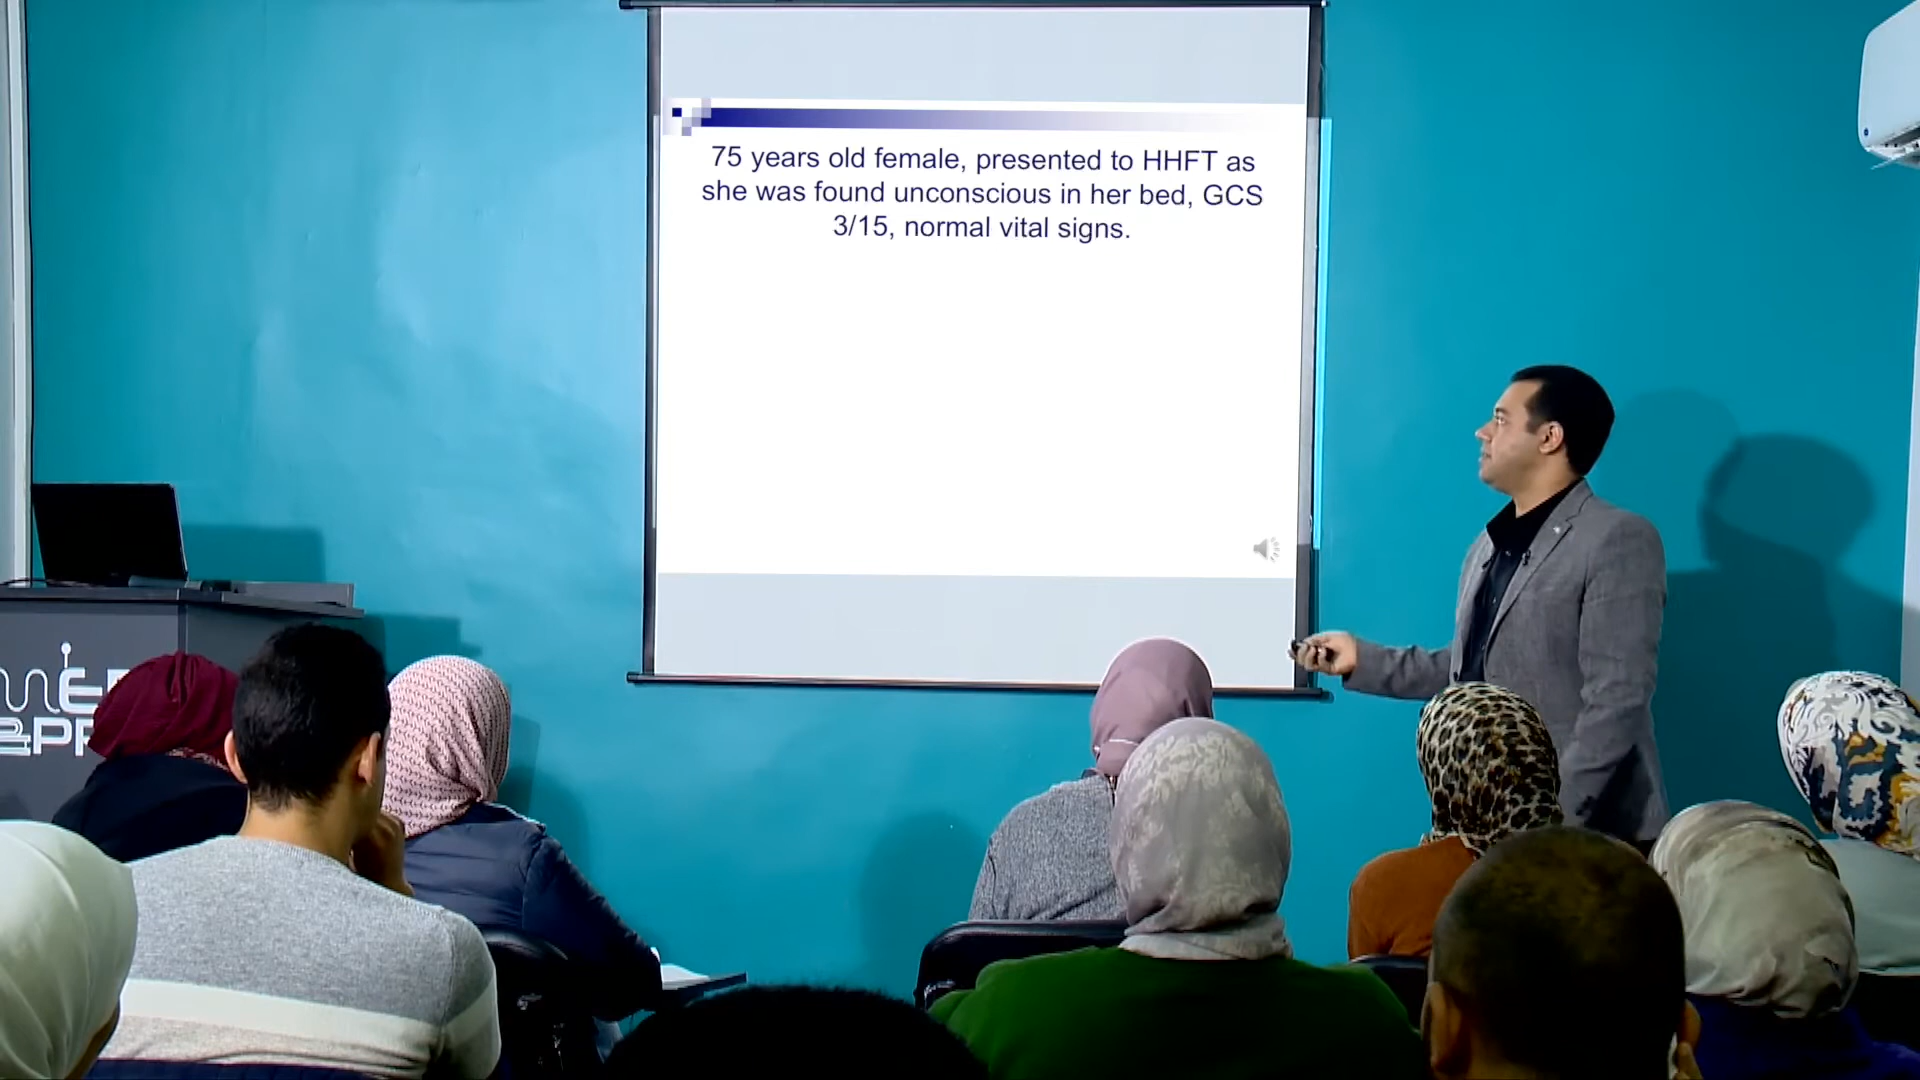 75 years old female, presented to HHFT as
she was found unconscious in her bed, GCS
3/15, normal vital signs.